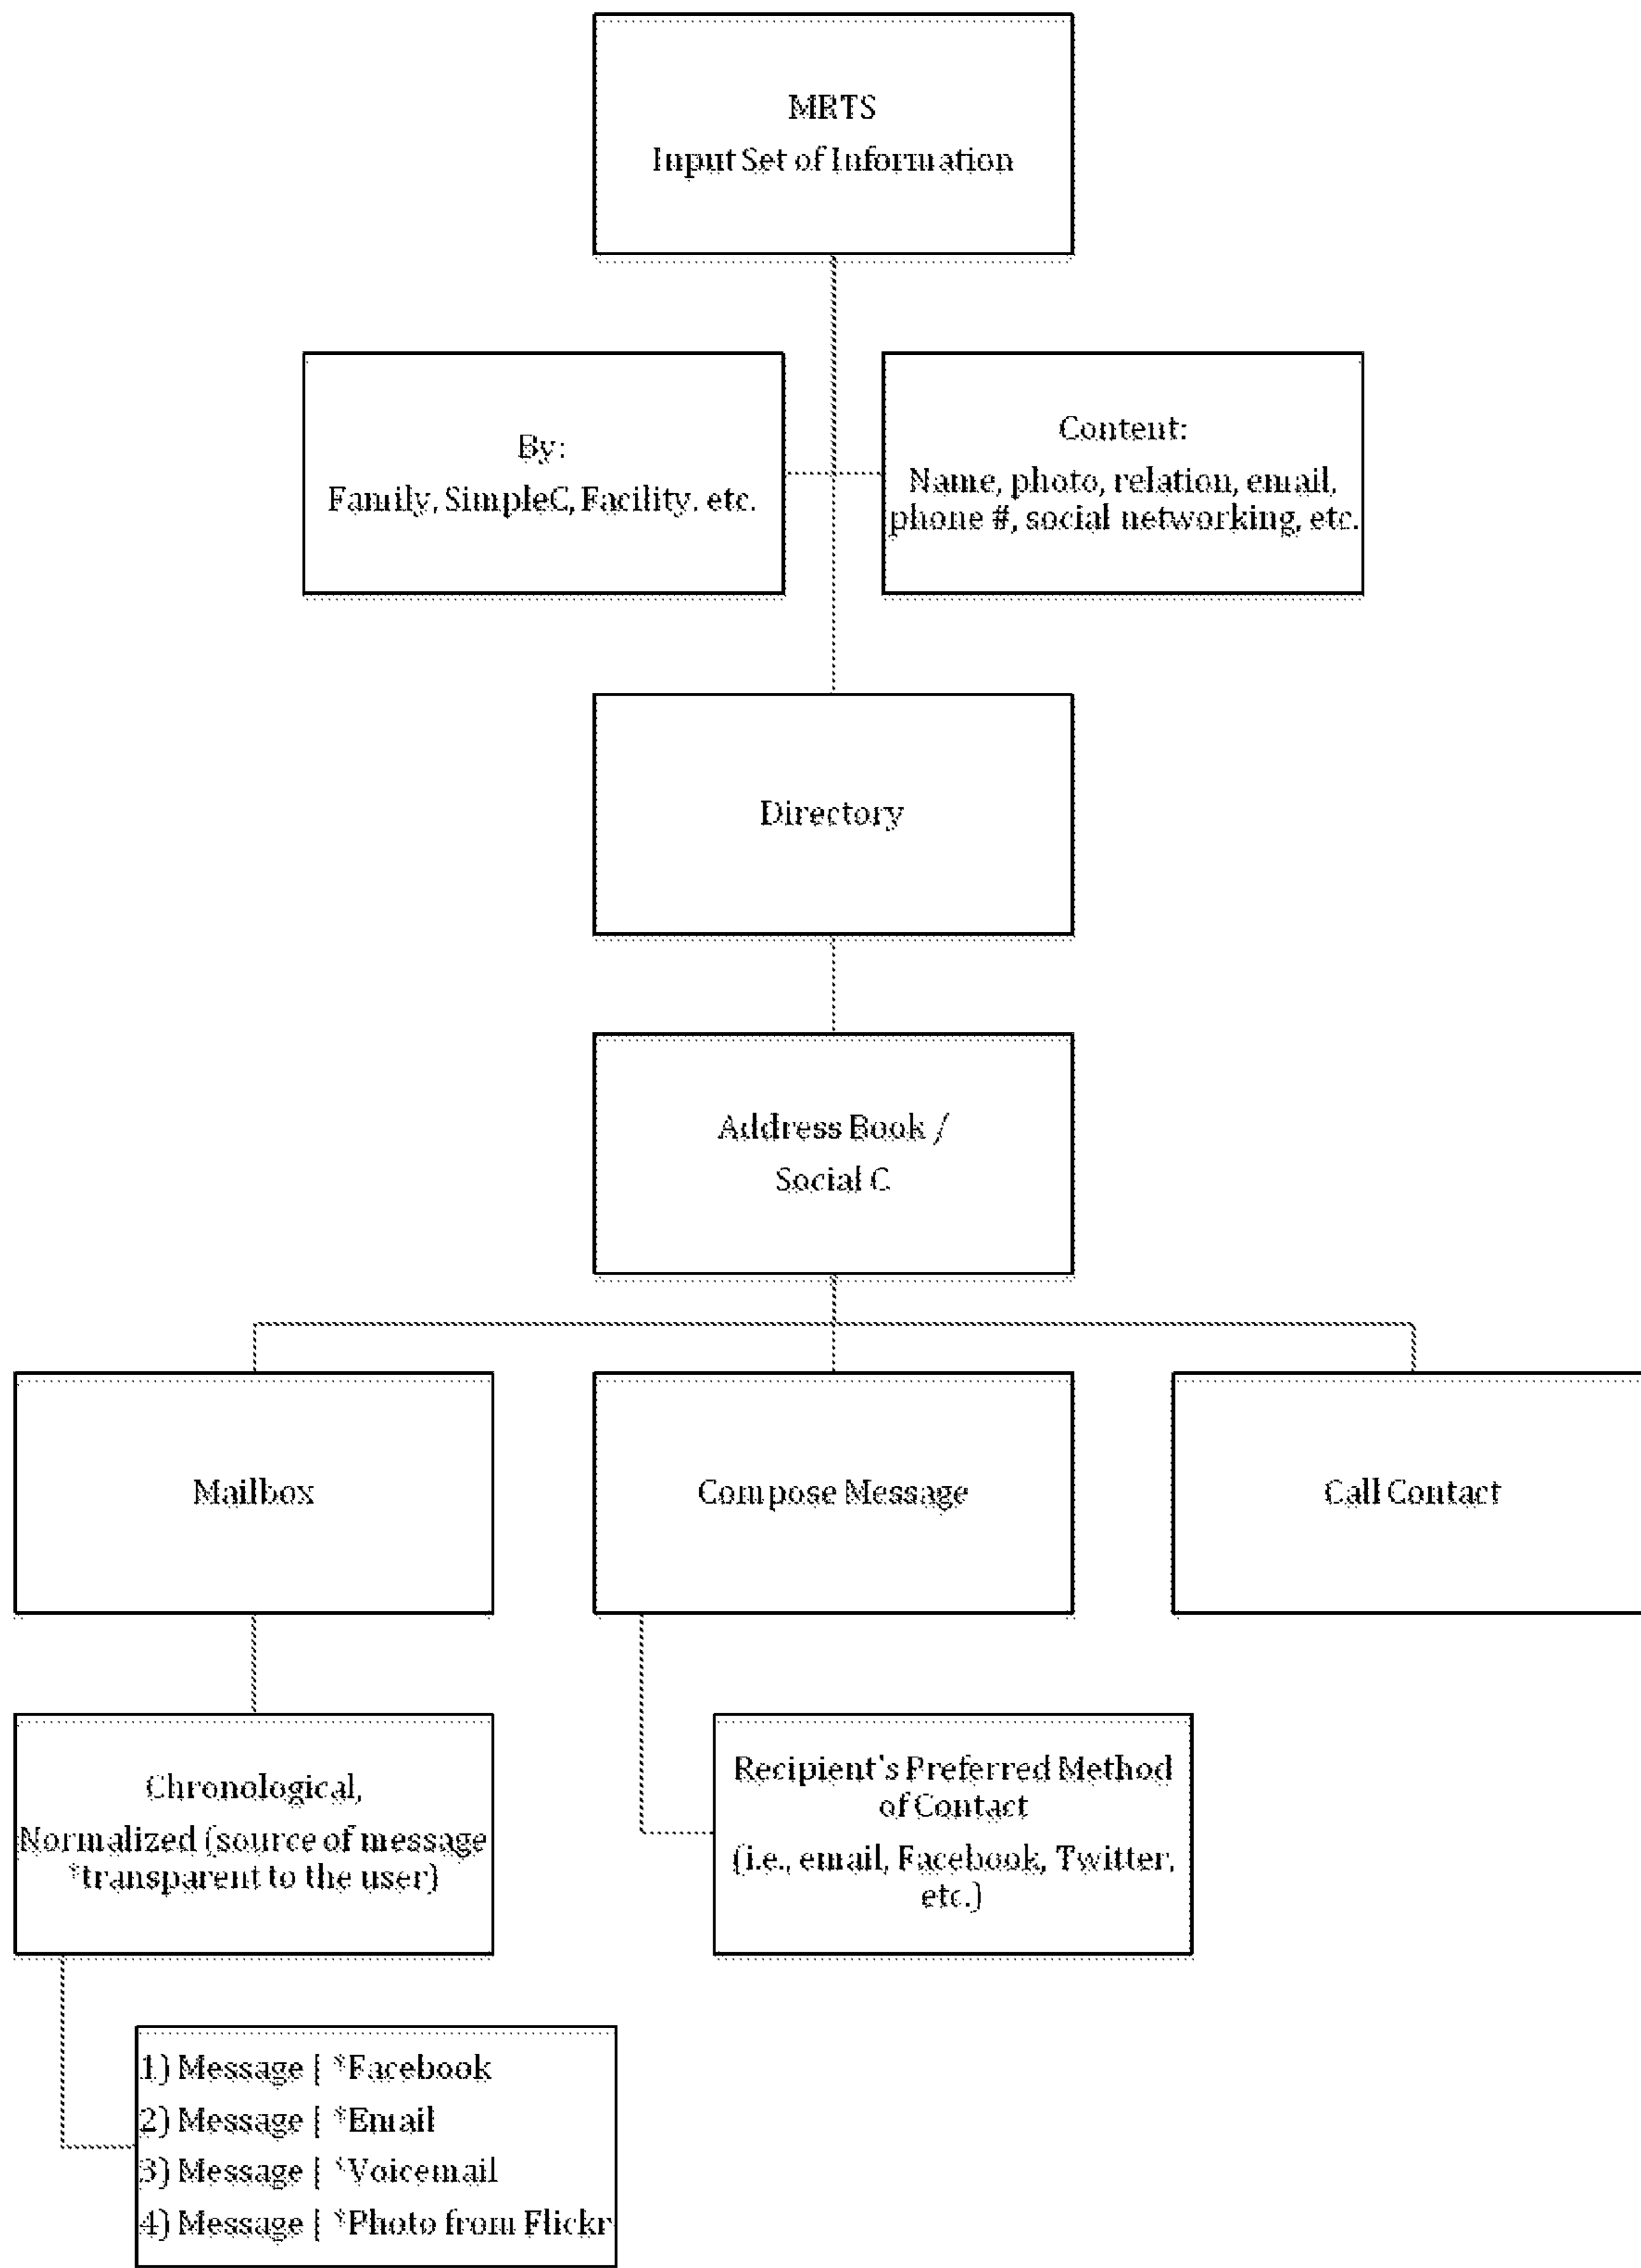 MRTS
Input Set of Information
By:
Family, SimpleC, Facility, etc.
Content:
Name, photo, relation, email,
phone #, social networking, etc.
Directory
Address Book /
Social C
Mailbox
Compose Message
Call Contact
Chronological,
Normalized (source of message
*transparent to the user)
Recipient's Preferred Method
of Contact
(i.e., email, Facebook, Twitter,
etc.)
1) Message | *Facebook
2) Message | *Email
3) Message | *Voicemail
4) Message | *Photo from Flickr